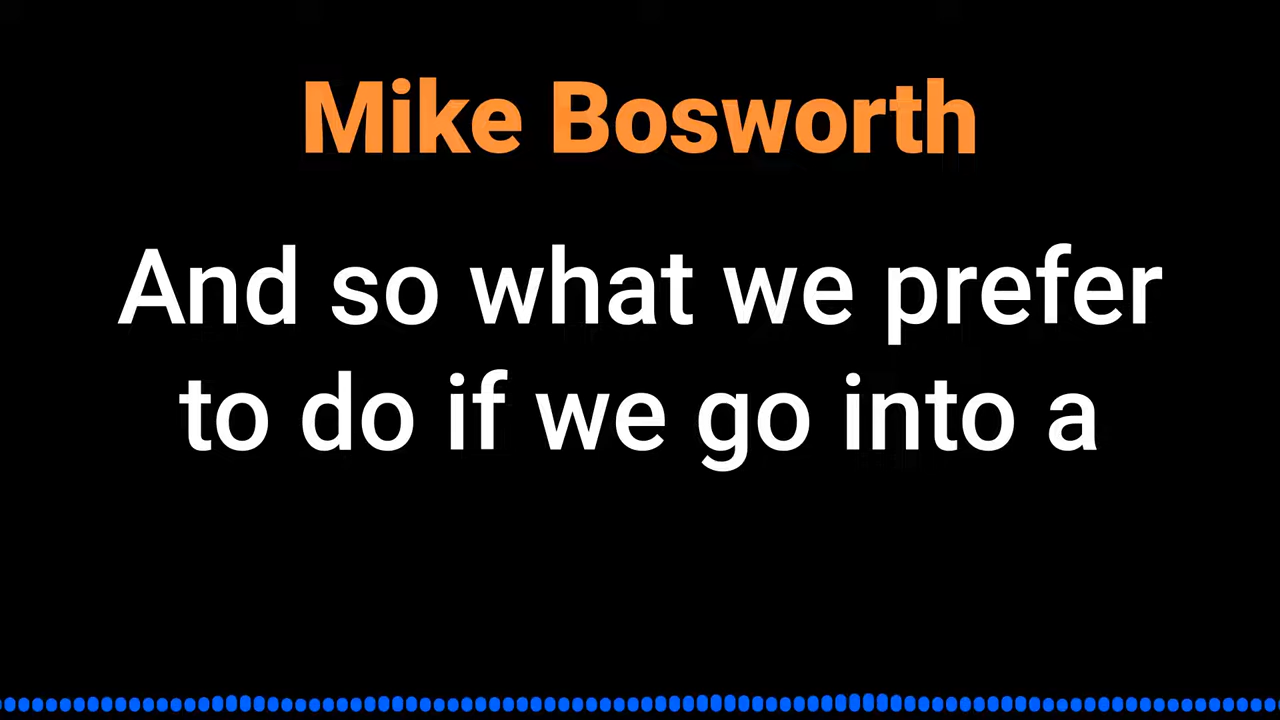 Mike Bosworth
And so what we prefer
to do if we go into a